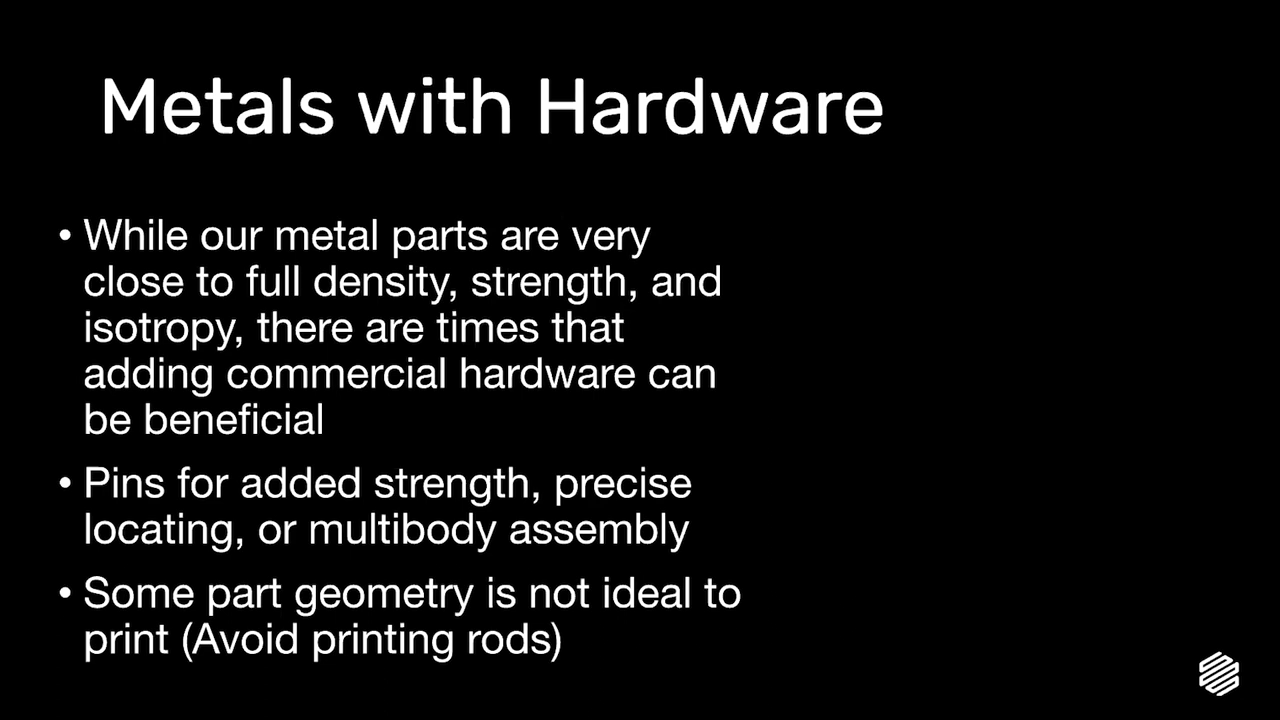 Metals with Hardware
• While our metal parts are very
close to full density, strength, and
isotropy, there are times that
adding commercial hardware can
be beneficial
• Pins for added strength, precise
locating, or multibody assembly
• Some part geometry is not ideal to
print (Avoid printing rods)